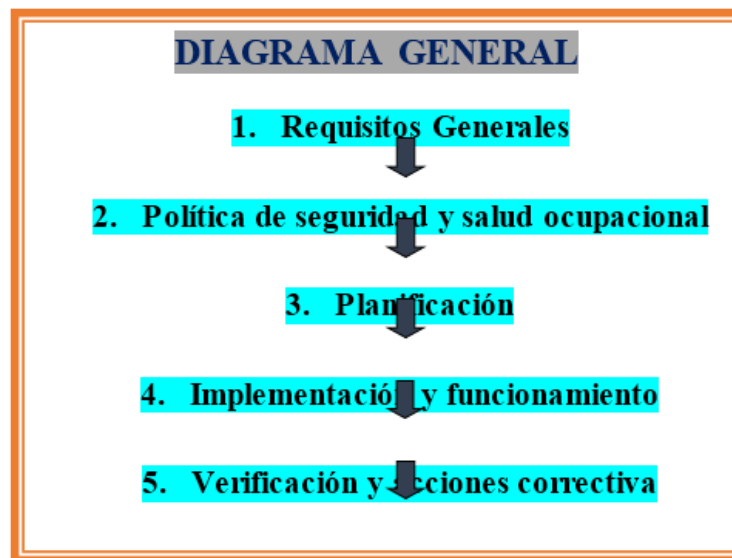 DIAGRAMA GENERAL
1. Requisitos Generales
2. Política de seguridad y salud ocupacional
3. Planificación
4. Implementación y funcionamiento
5. Verificación y acciones correctiva